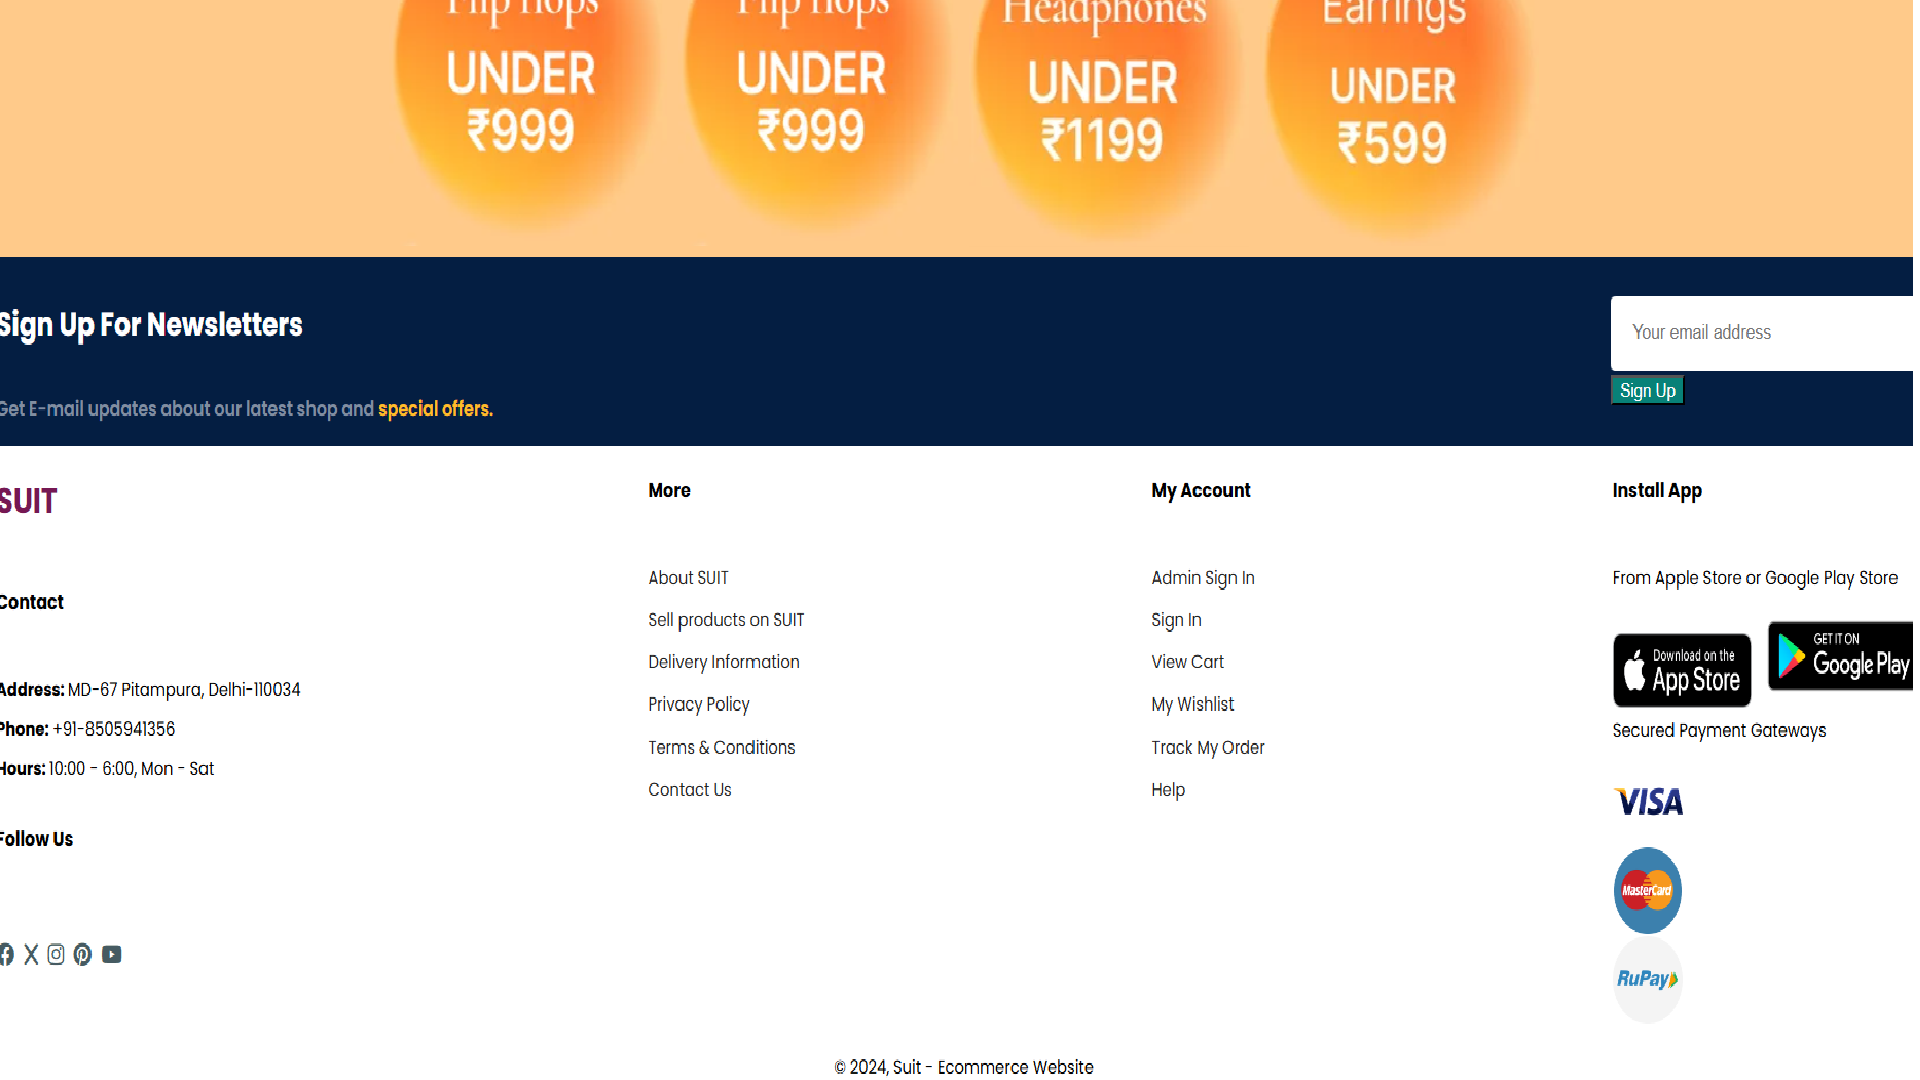 Flip flops
UNDER
₹999
Flip flops
UNDER
₹999
Headphones
UNDER
₹1199
Earrings
UNDER
₹599
Sign Up For Newsletters
Get E-mail updates about our latest shop and special offers.
Your email address
Sign Up
SUIT
Contact
Address: MD-67 Pitampura, Delhi-110034
Phone: +91-8505941356
Hours: 10:00 - 6:00, Mon - Sat
Follow Us
More
About SUIT
Sell products on SUIT
Delivery Information
Privacy Policy
Terms & Conditions
Contact Us
My Account
Admin Sign In
Sign In
View Cart
My Wishlist
Track My Order
Help
Install App
From Apple Store or Google Play Store
Download on the
App Store
GET IT ON
Google Play
Secured Payment Gateways
VISA
MasterCard
RuPay
© 2024, Suit - Ecommerce Website